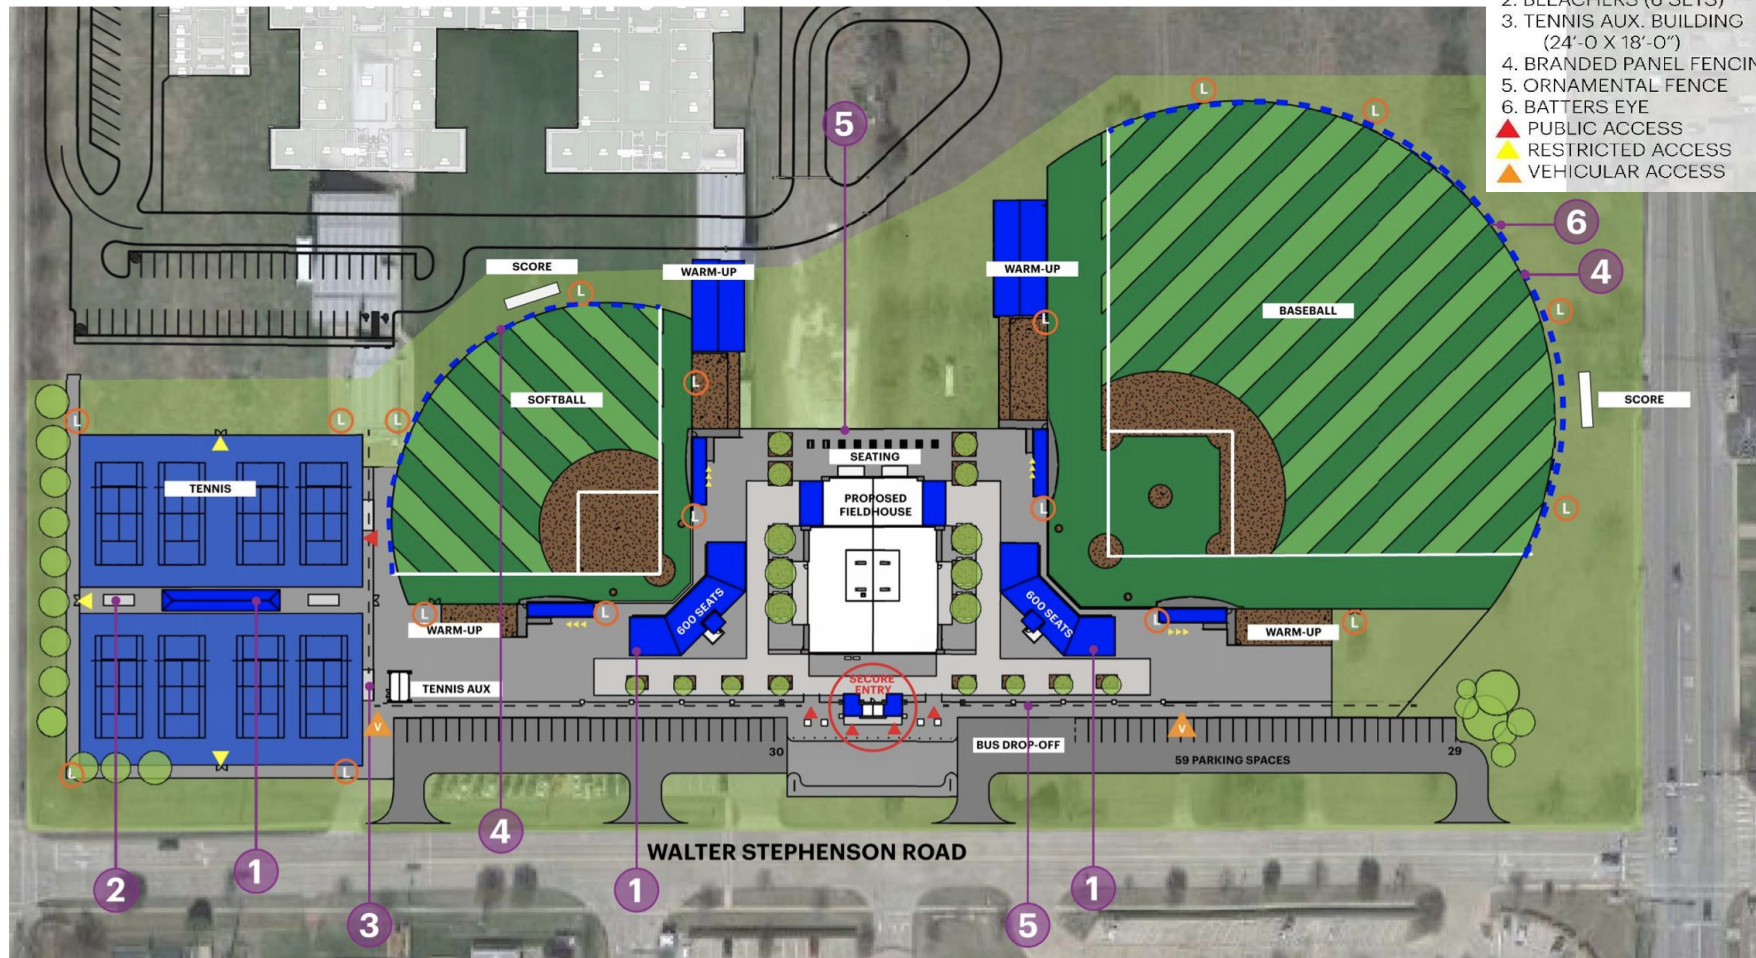 2. BLEACHERS (6 SETS)
3. TENNIS AUX. BUILDING
(24'-0 X 18'-0")
4. BRANDED PANEL FENCIN
5. ORNAMENTAL FENCE
6. BATTERS EYE
PUBLIC ACCESS
RESTRICTED ACCESS
VEHICULAR ACCESS
5
L
L
6
4
SCORE
WARM-UP
WARM-UP
L
L
L
BASEBALL
L
SOFTBALL
SCORE
L
L
L
L
SEATING
TENNIS
PROPOSED
FIELDHOUSE
L
L
L
600 SEATS
600 SEATS
L
L
L
L
WARM-UP
WARM-UP
TENNIS AUX
SECURE
ENTRY
V
V
30
BUS DROP-OFF
29
59 PARKING SPACES
L
L
4
WALTER STEPHENSON ROAD
2
1
1
1
3
5